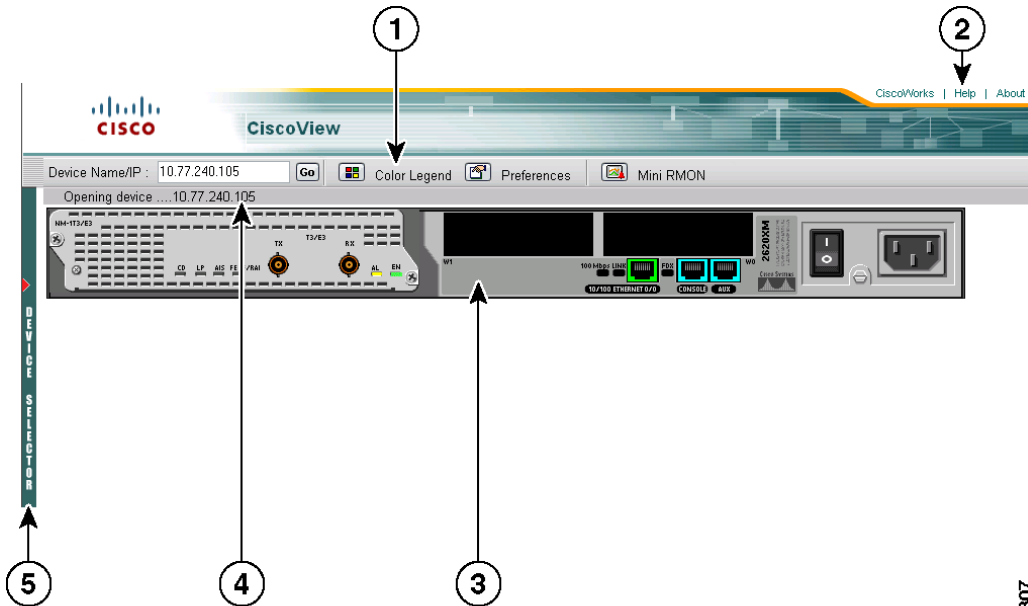 1
2
CiscoWorks | Help | About
CISCO
CiscoView
Device Name/IP : 10.77.240.105 Go Color Legend Preferences Mini RMON
Opening device ....10.77.240.105
NM-1T3/E3
TX T3/E3 RX
CD LP AIS
AL EN
W1
W0
100 Mbps LINK FDX
10/100 ETHERNET 0/0 CONSOLE AUX
2620XM
Cisco Systems
DEVICE SELECTOR
5
4
3